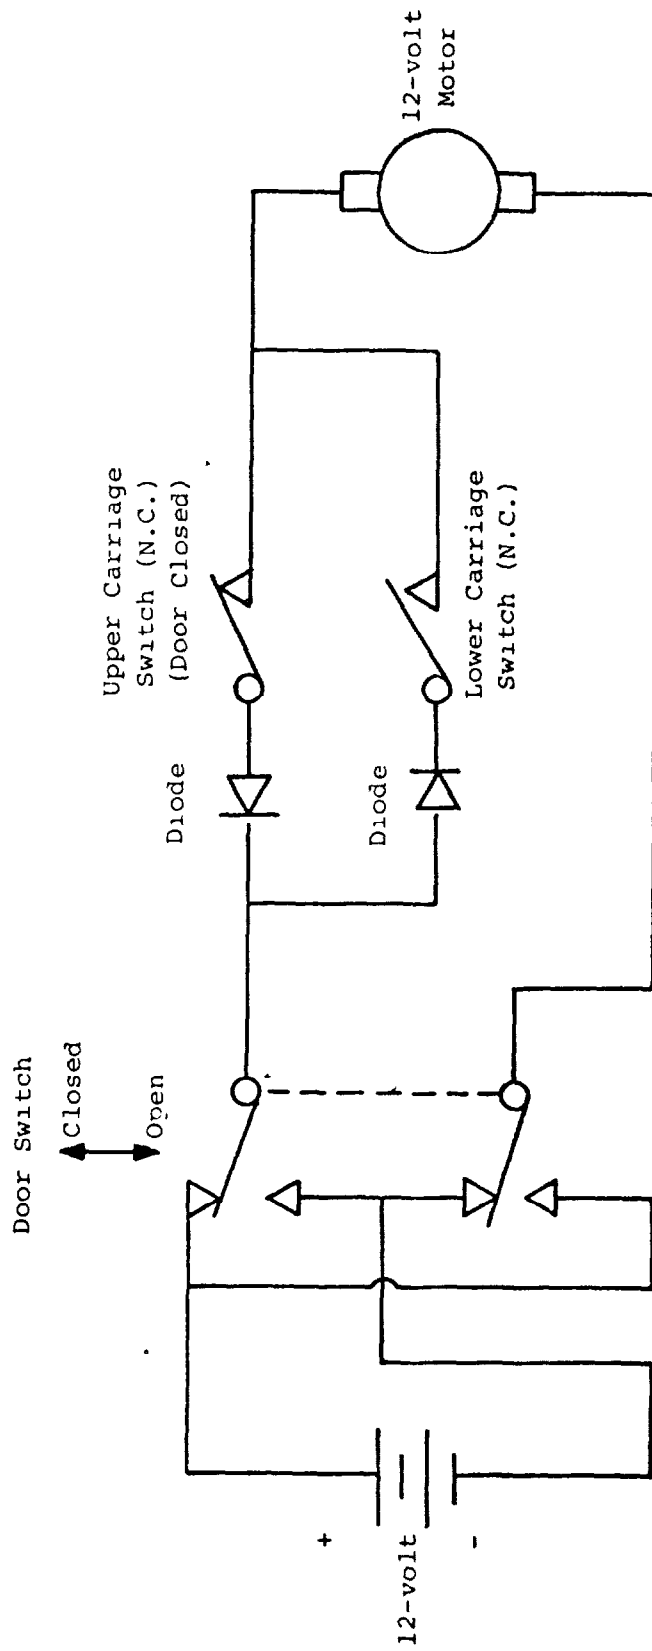 Door Switch
Closed
Open
Upper Carriage
Switch (N.C.)
(Door Closed)
12-volt
Motor
Diode
Diode
Lower Carriage
Switch (N.C.)
+
12-volt
-